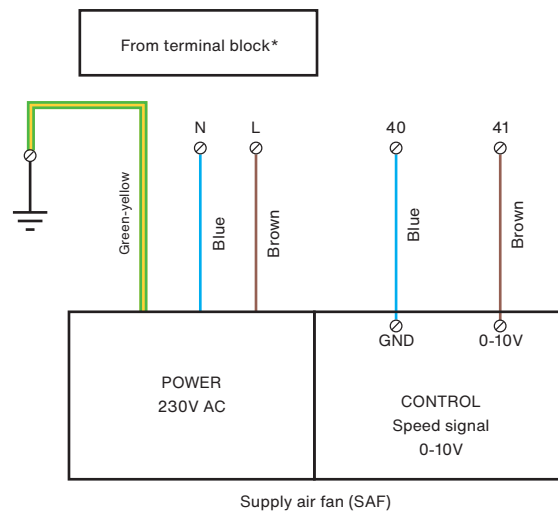 From terminal block*
N
L
40
41
Green-yellow
Blue
Brown
Blue
Brown
GND
0-10V
POWER
230V AC
CONTROL
Speed signal
0-10V
Supply air fan (SAF)